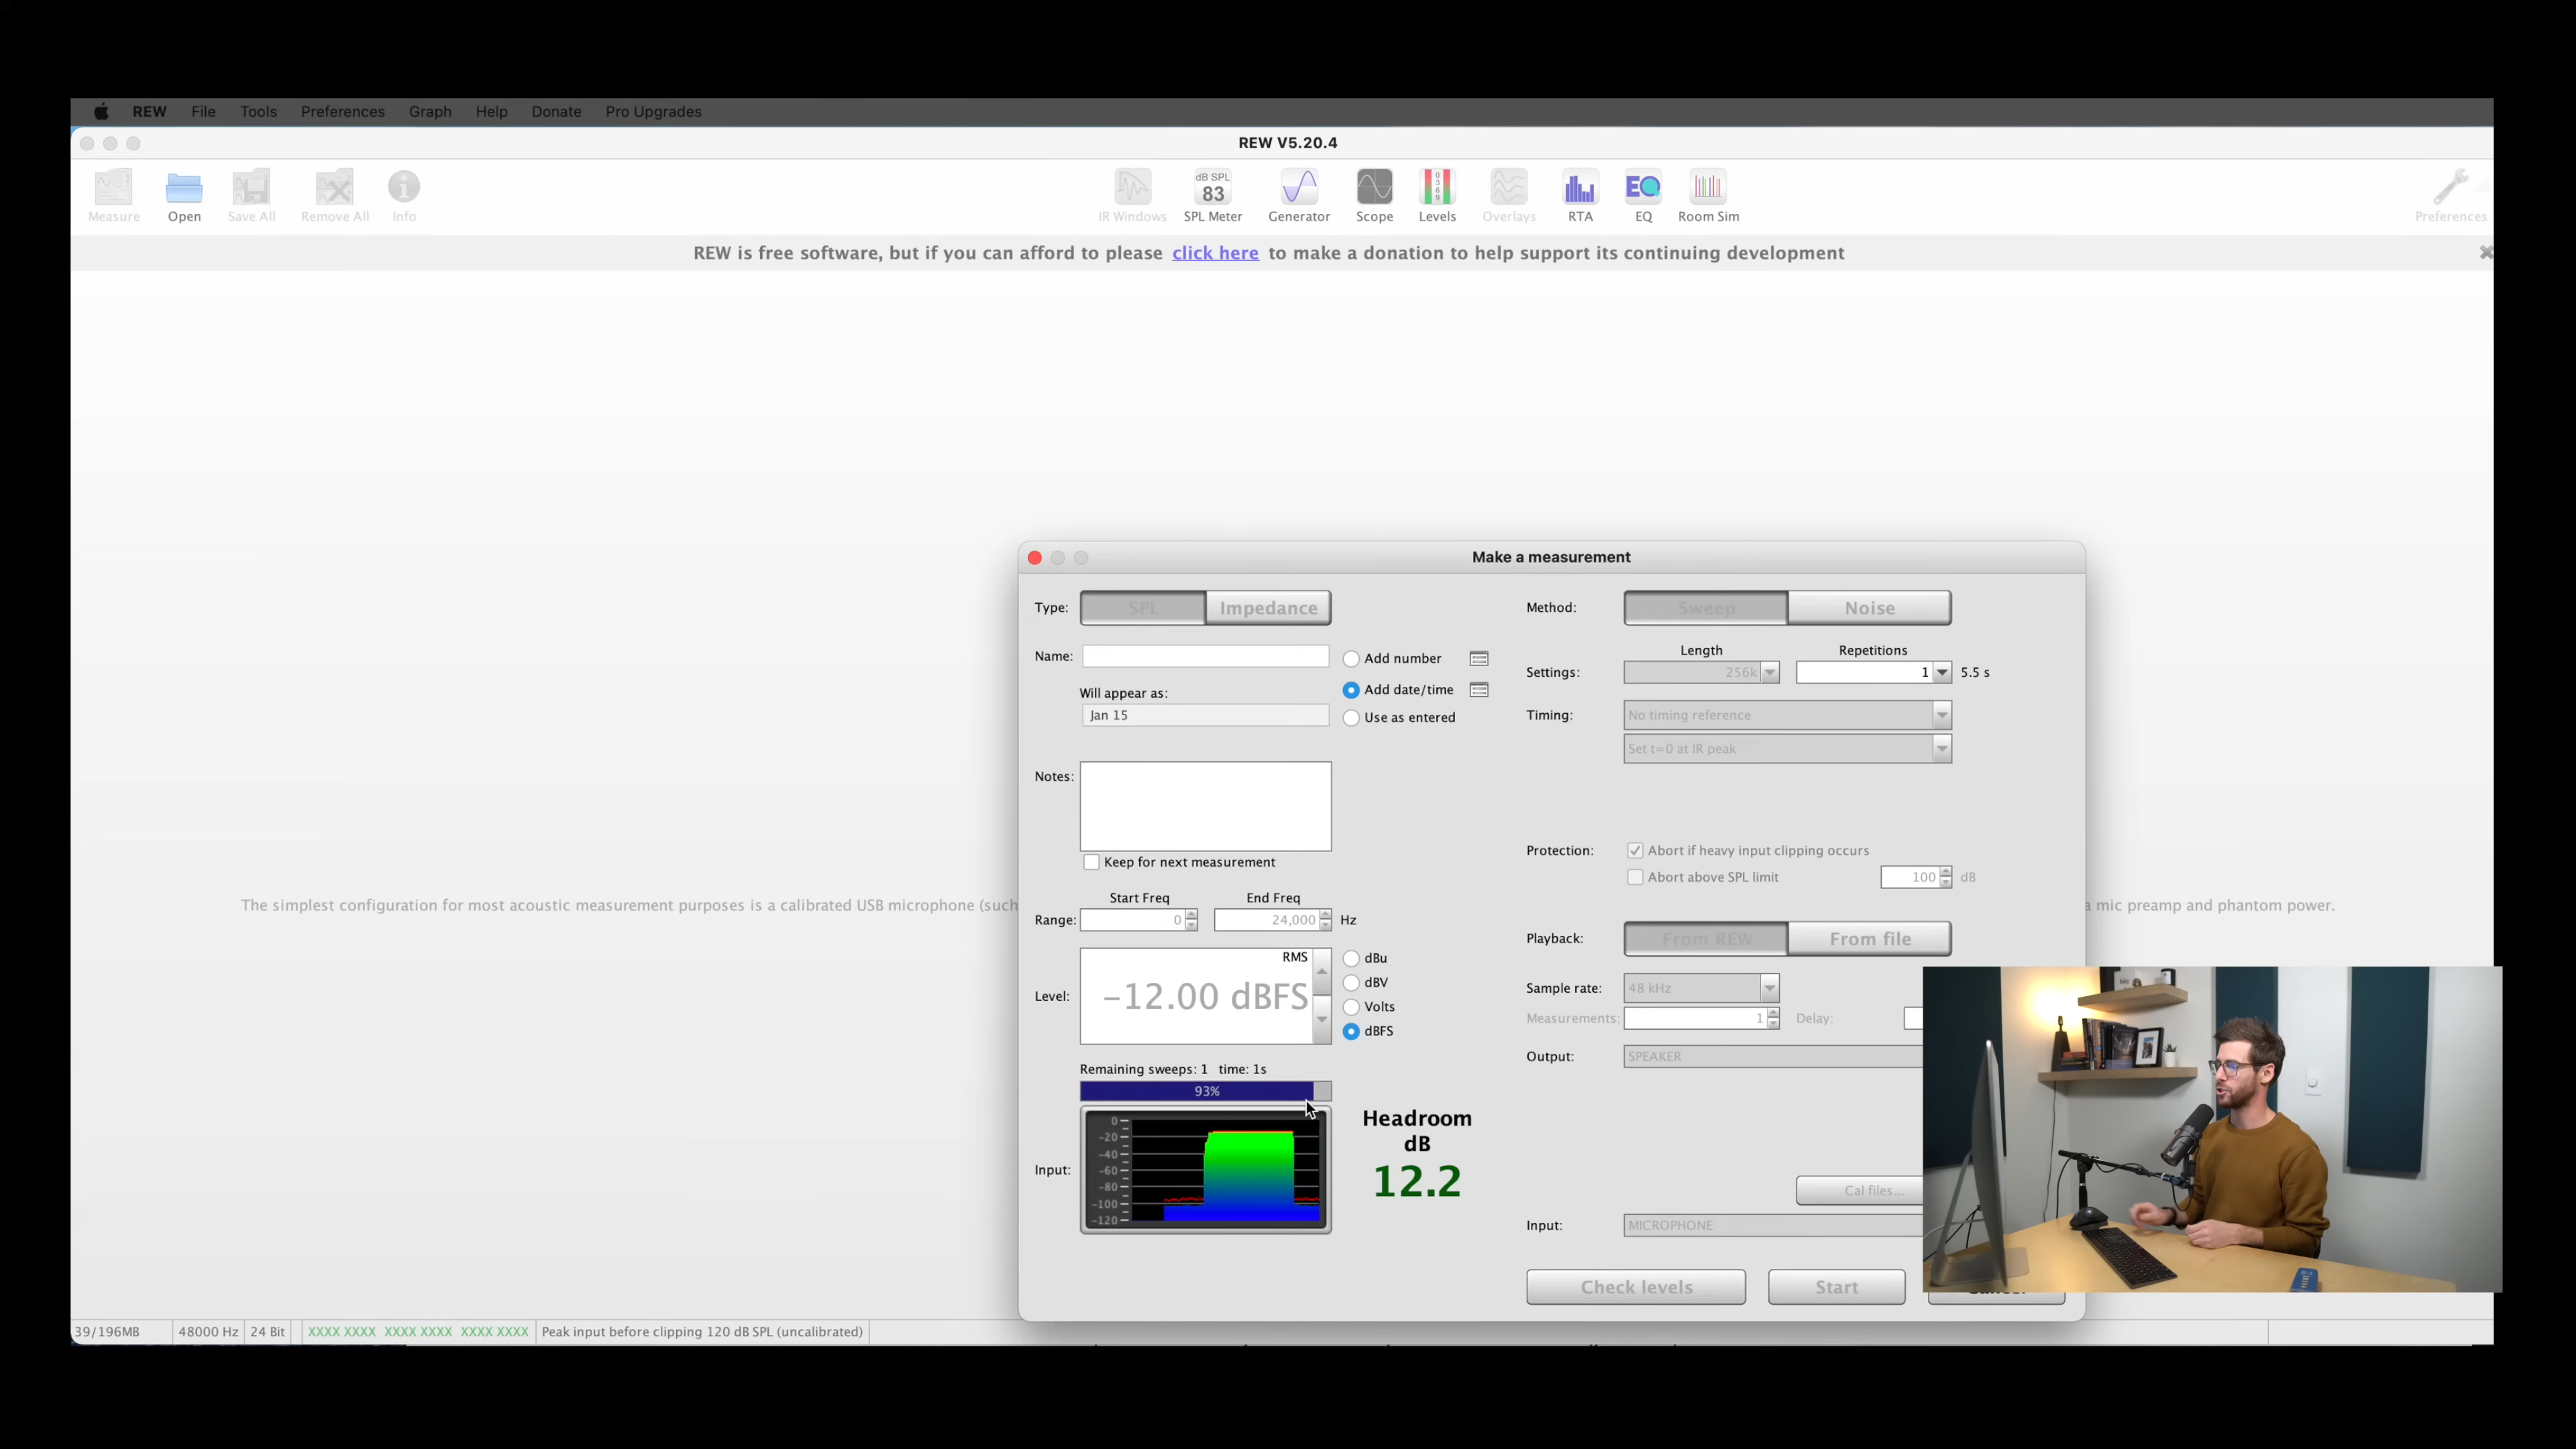 REW File Tools Preferences Graph Help Donate Pro Upgrades
REW V5.20.4
dB SPL
83
Measure Open Save All Remove All Info IR Windows SPL Meter Generator Scope Levels Overlays RTA EQ Room Sim Preferences
REW is free software, but if you can afford to please click here to make a donation to help support its continuing development
Make a measurement
Type: SPL Impedance
Name:
Add number
Will appear as:
Jan 15
Add date/time
Use as entered
Notes:
Keep for next measurement
Start Freq End Freq
Range: 0 24,000 Hz
RMS
Level: -12.00 dBFS
dBu
dBV
Volts
dBFS
Remaining sweeps: 1 time: 1s
93%
Input:
0
-20
-40
-60
-80
-100
-120
Headroom
dB
12.2
Method: Sweep Noise
Length Repetitions
Settings: 256k 1 5.5 s
Timing: No timing reference
Set t=0 at IR peak
Protection: Abort if heavy input clipping occurs
Abort above SPL limit 100 dB
Playback: From REW From file
Sample rate: 48 kHz
Measurements: 1 Delay:
Output: SPEAKER
Cal files...
Input: MICROPHONE
Check levels Start
The simplest configuration for most acoustic measurement purposes is a calibrated USB microphone (such
a mic preamp and phantom power.
39/196MB 48000 Hz 24 Bit XXXX XXXX XXXX XXXX XXXX XXXX Peak input before clipping 120 dB SPL (uncalibrated)